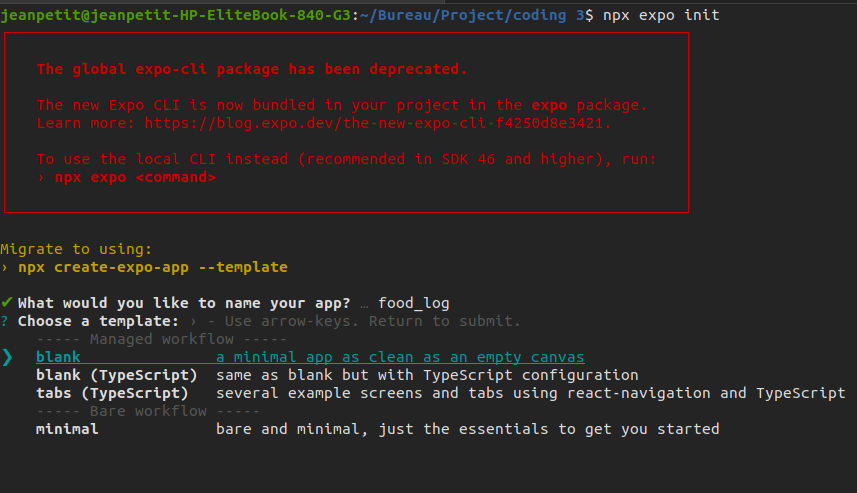 jeanpetit@jeanpetit-HP-EliteBook-840-G3:~/Bureau/Project/coding 3$ npx expo init
The global expo-cli package has been deprecated.
The new Expo CLI is now bundled in your project in the expo package.
Learn more: https://blog.expo.dev/the-new-expo-cli-f4250d8e3421.
To use the local CLI instead (recommended in SDK 46 and higher), run:
› npx expo <command>
Migrate to using:
› npx create-expo-app --template
✔ What would you like to name your app? … food_log
? Choose a template: › - Use arrow-keys. Return to submit.
----- Managed workflow -----
❯ blank a minimal app as clean as an empty canvas
blank (TypeScript) same as blank but with TypeScript configuration
tabs (TypeScript) several example screens and tabs using react-navigation and TypeScript
----- Bare workflow -----
minimal bare and minimal, just the essentials to get you started